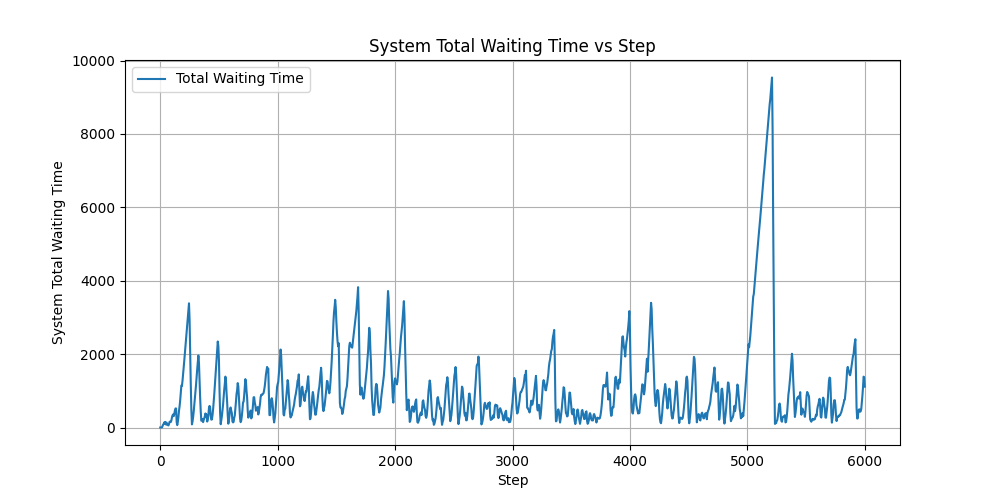 System Total Waiting Time vs Step
Total Waiting Time
System Total Waiting Time
10000
8000
6000
4000
2000
0
0 1000 2000 3000 4000 5000 6000
Step